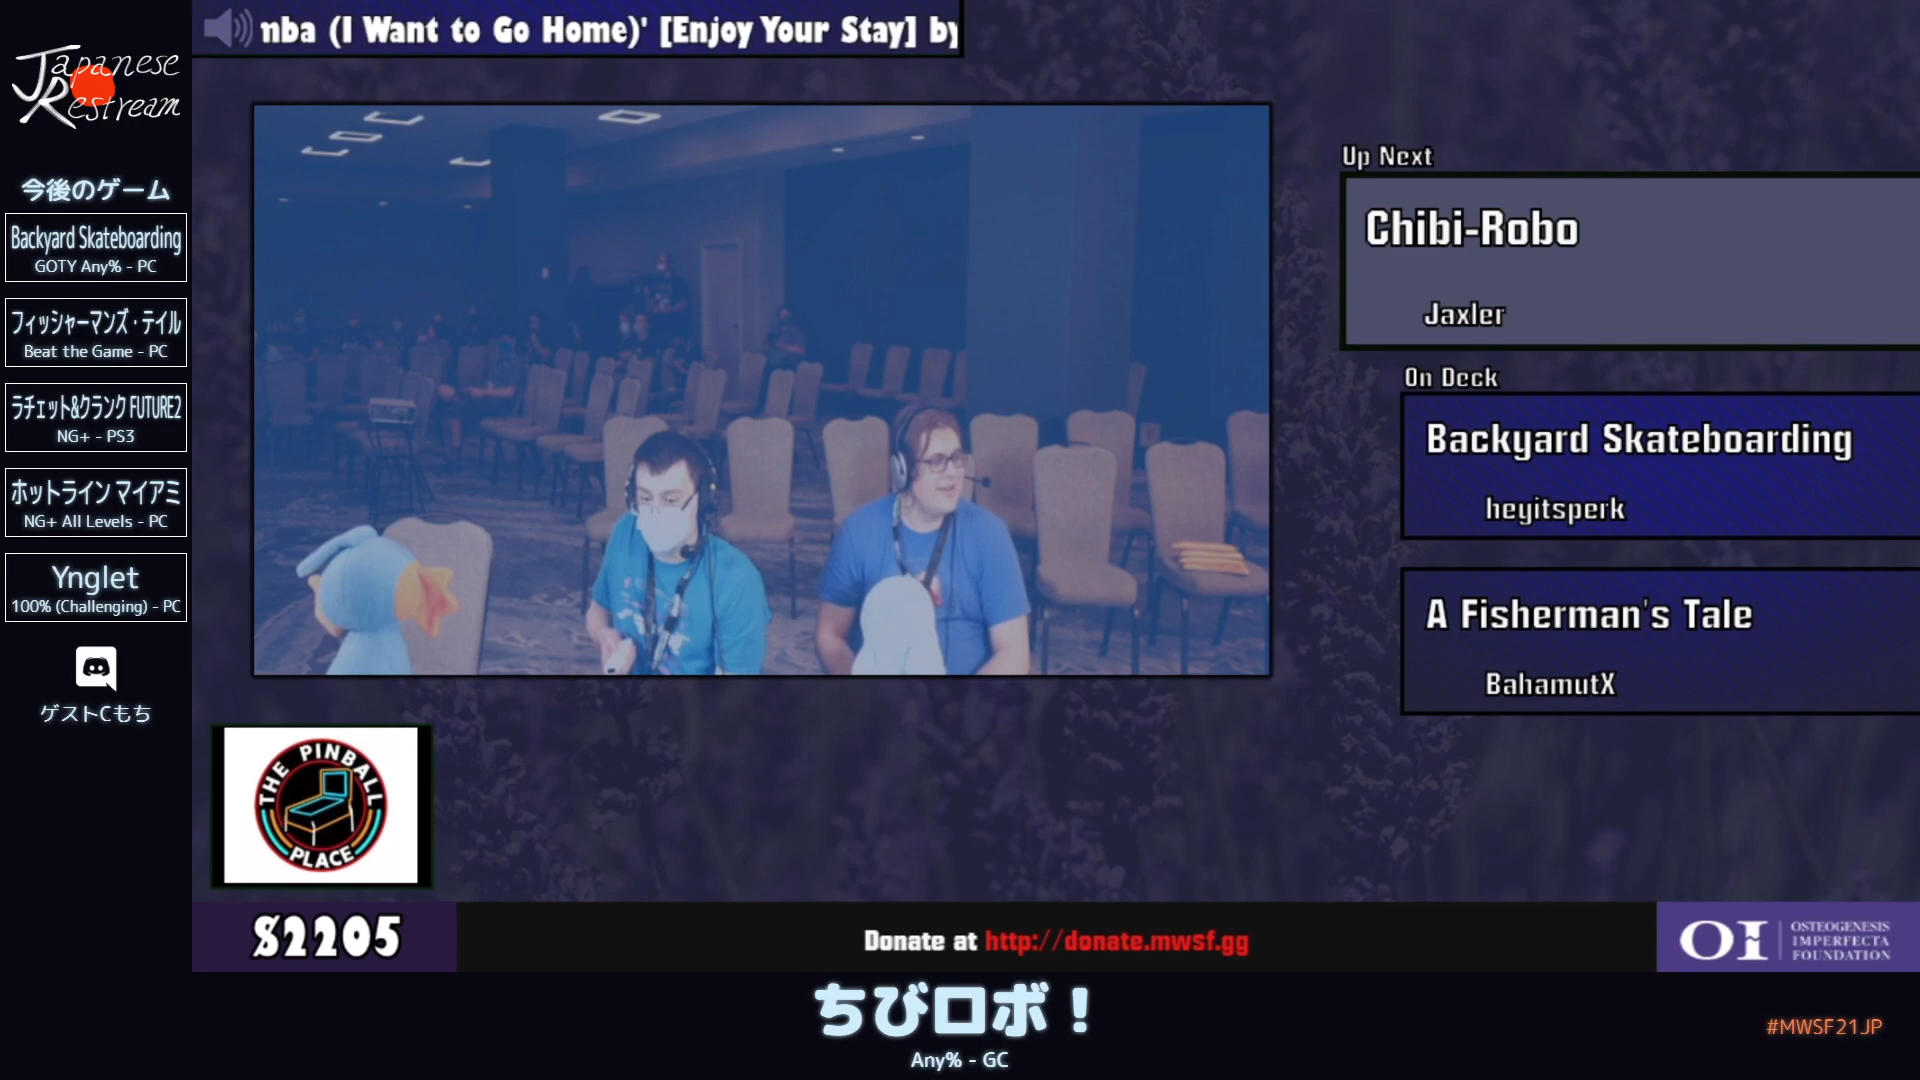 Japanese
Restream
今後のゲーム
Backyard Skateboarding
GOTY Any% - PC
フィッシャーマンズ・テイル
Beat the Game - PC
ラチェット&クランク FUTURE2
NG+ - PS3
ホットライン マイアミ
NG+ All Levels - PC
Ynglet
100% (Challenging) - PC
ゲストCもち
(I Want to Go Home)' [Enjoy Your Stay] by
Up Next
Chibi-Robo
Jaxler
On Deck
Backyard Skateboarding
heyitsperk
A Fisherman's Tale
BahamutX
THE PINBALL
PLACE
$2205
Donate at http://donate.mwsf.gg
OI OSTEOGENESIS
IMPERFECTA
FOUNDATION
ちびロボ！
Any% - GC
#MWSF21JP